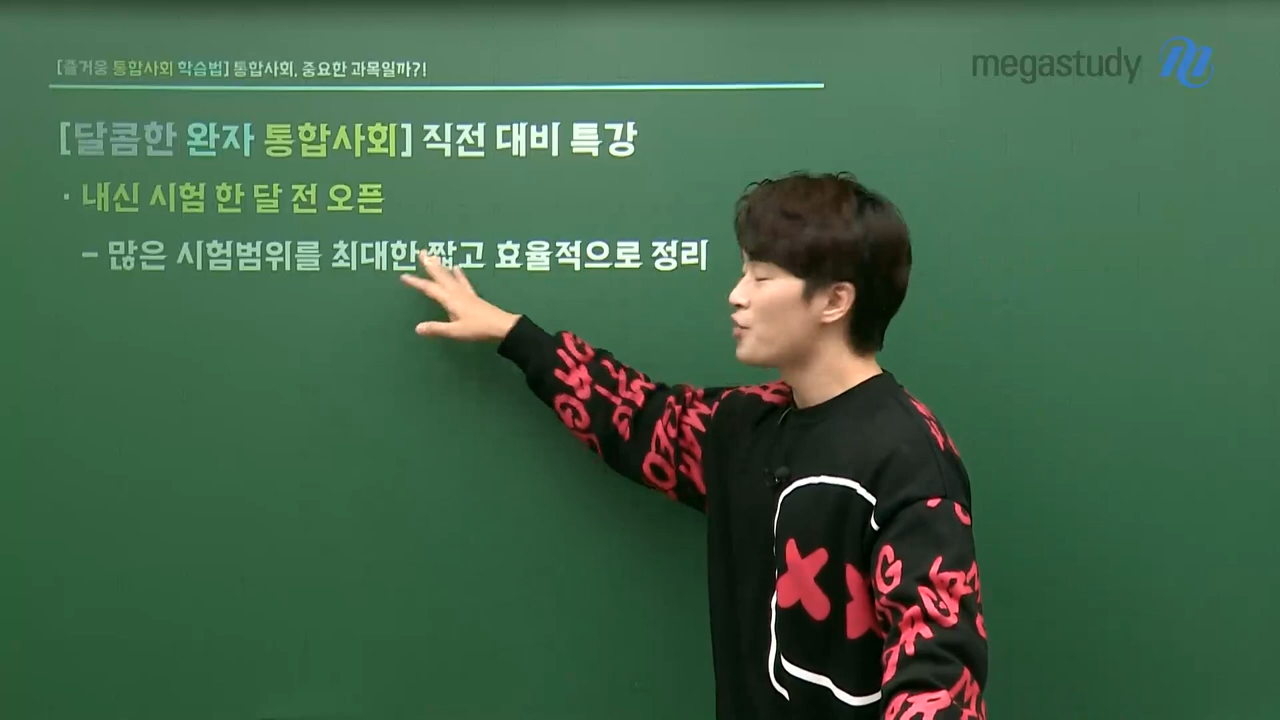 [즐거운 통합사회 학습법] 통합사회, 중요한 과목일까?!
megastudy
[달콤한 완자 통합사회] 직전 대비 특강
· 내신 시험 한 달 전 오픈
- 많은 시험범위를 최대한 짧고 효율적으로 정리